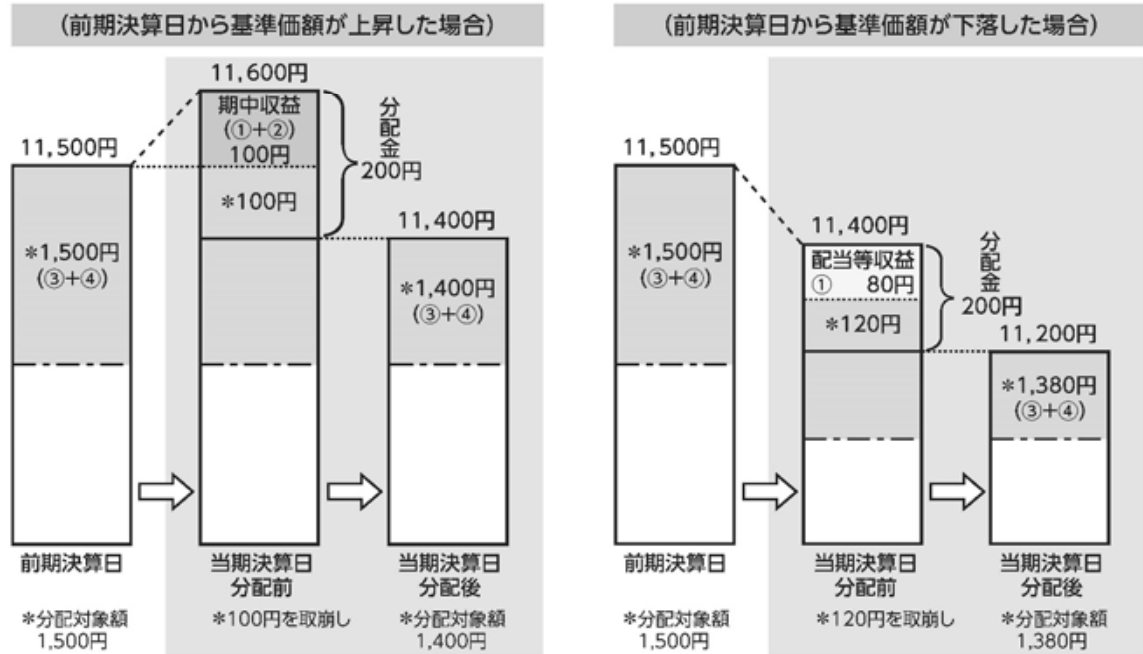 (前期決算日から基準価額が上昇した場合)
11,600円
期中収益
(①+②)
100円
*100円
分配金
200円
11,500円
*1,500円
(③+④)
11,400円
*1,400円
(③+④)
前期決算日
当期決算日
分配前
当期決算日
分配後
*分配対象額
1,500円
*100円を取崩し
*分配対象額
1,400円
(前期決算日から基準価額が下落した場合)
11,500円
*1,500円
(③+④)
11,400円
配当等収益
① 80円
*120円
分配金
200円
11,200円
*1,380円
(③+④)
前期決算日
当期決算日
分配前
当期決算日
分配後
*分配対象額
1,500円
*120円を取崩し
*分配対象額
1,380円